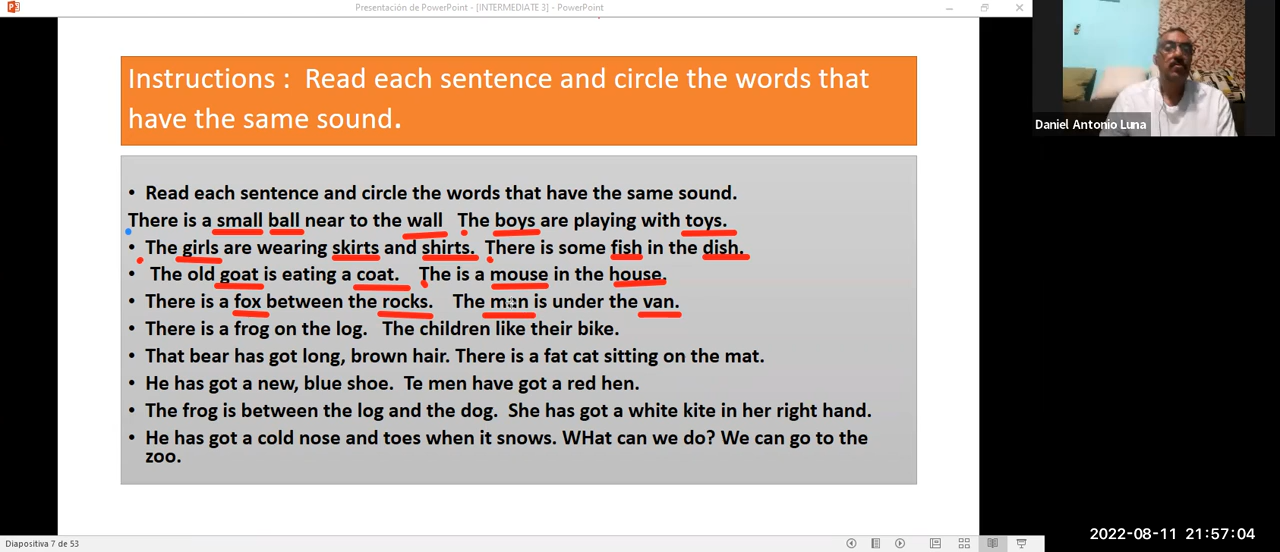 Presentación de PowerPoint - [INTERMEDIATE 3] - PowerPoint
Instructions : Read each sentence and circle the words that
have the same sound.
• Read each sentence and circle the words that have the same sound.
There is a small ball near to the wall The boys are playing with toys.
• The girls are wearing skirts and shirts. There is some fish in the dish.
• The old goat is eating a coat. The is a mouse in the house.
• There is a fox between the rocks. The man is under the van.
• There is a frog on the log. The children like their bike.
• That bear has got long, brown hair. There is a fat cat sitting on the mat.
• He has got a new, blue shoe. Te men have got a red hen.
• The frog is between the log and the dog. She has got a white kite in her right hand.
• He has got a cold nose and toes when it snows. WHat can we do? We can go to the
zoo.
Daniel Antonio Luna
Diapositiva 7 de 53
2022-08-11 21:57:04